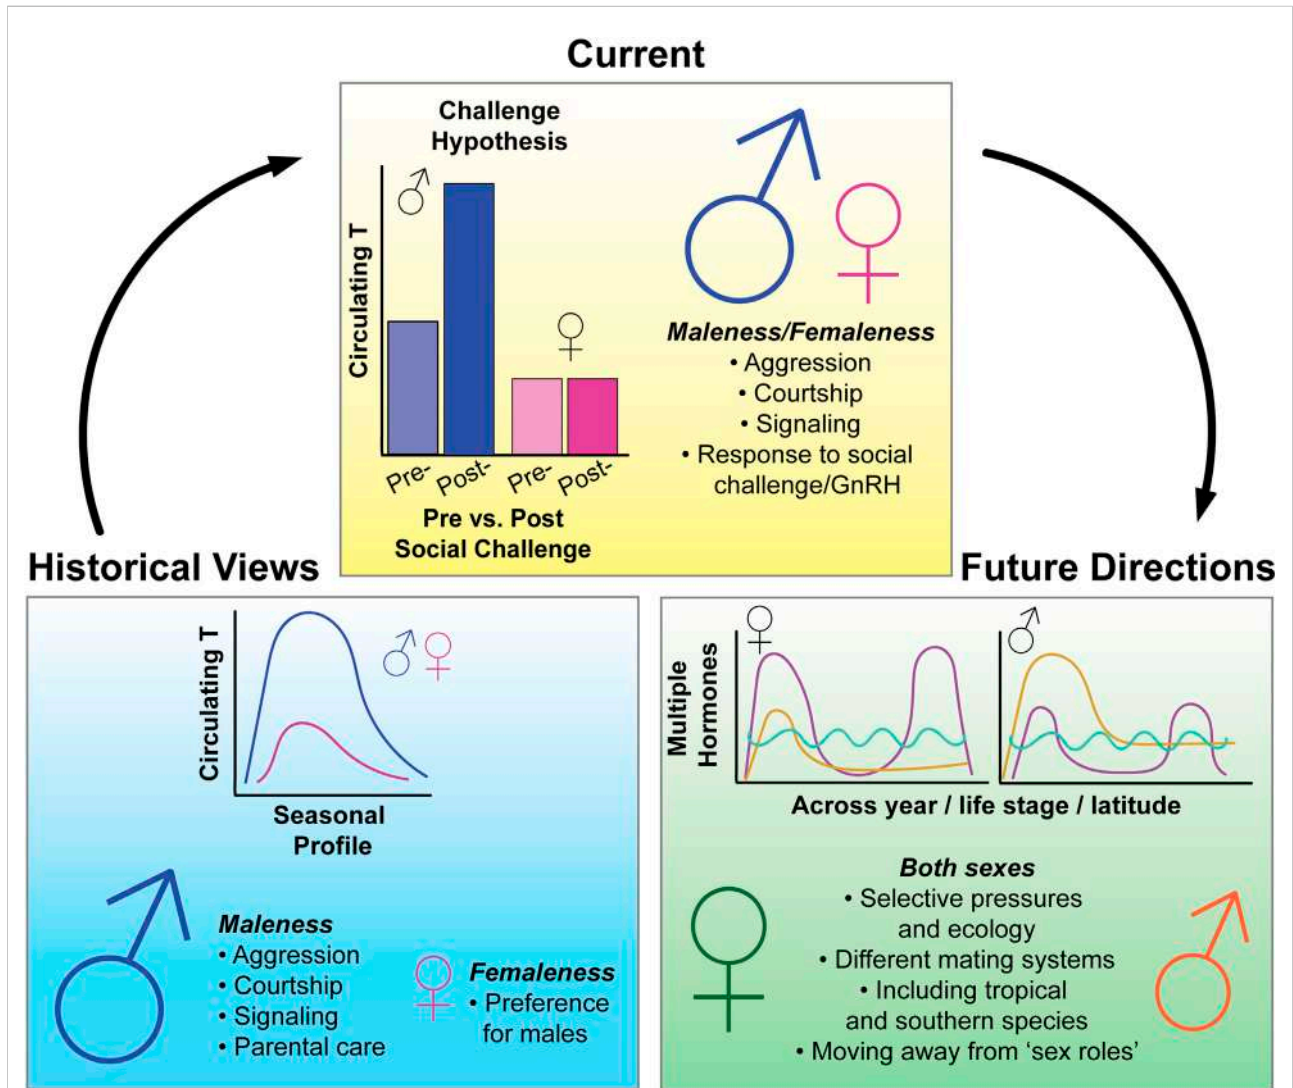 Current
Challenge
Hypothesis
Circulating T
Pre-
Post-
Pre-
Post-
Pre vs. Post
Social Challenge
Maleness/Femaleness
• Aggression
• Courtship
• Signaling
• Response to social
challenge/GnRH
Historical Views
Circulating T
Seasonal
Profile
Maleness
• Aggression
• Courtship
• Signaling
• Parental care
Femaleness
• Preference
for males
Future Directions
Multiple
Hormones
Across year / life stage / latitude
Both sexes
• Selective pressures
and ecology
• Different mating systems
• Including tropical
and southern species
• Moving away from ‘sex roles’